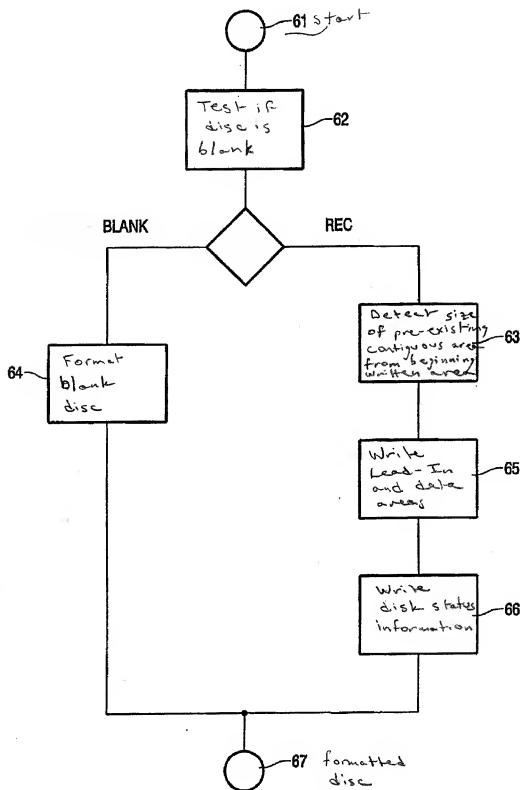 61 start
Test if
disc is
blank
62
BLANK
REC
Detect size
of pre-existing
contiguous area
from beginning
written area
63
64
Format
blank
disc
Write
Lead-In
and data
areas
65
Write
disk status
information
66
67 formatted
disc